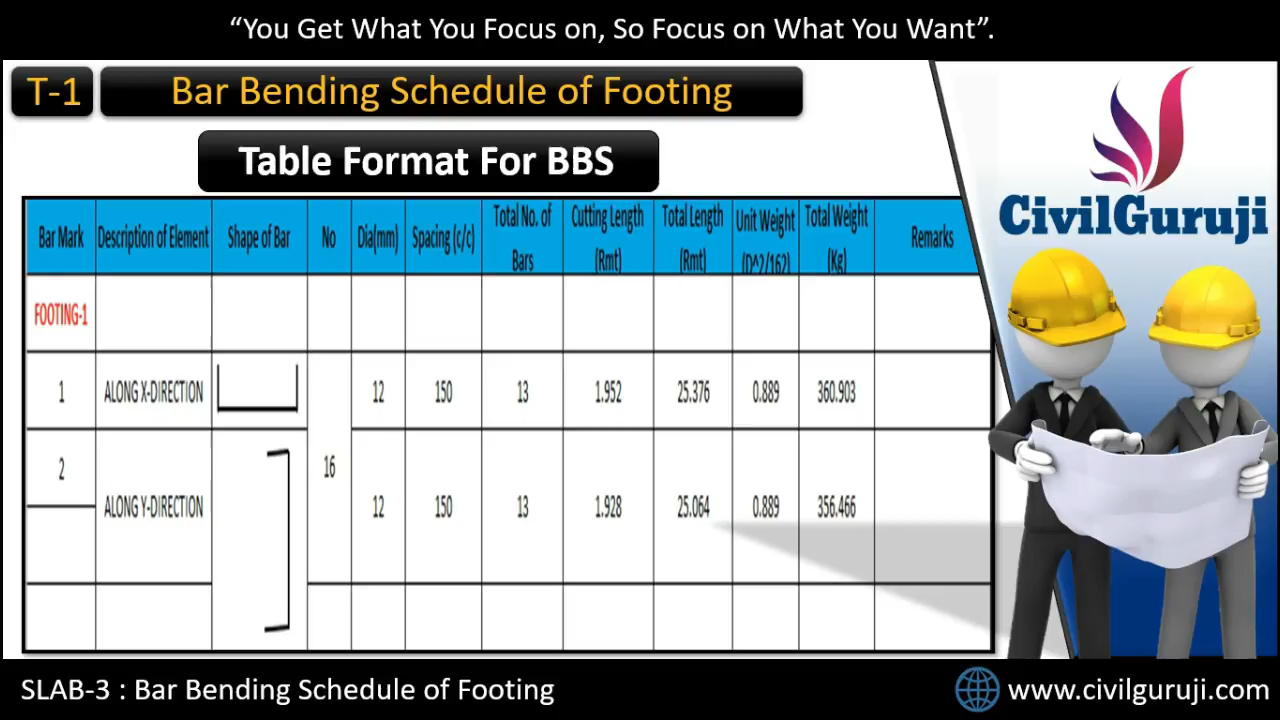 “You Get What You Focus on, So Focus on What You Want”.
T-1
Bar Bending Schedule of Footing
Table Format For BBS
CivilGuruji
Bar Mark Description of Element Shape of Bar No Dia(mm) Spacing (c/c) Total No. of Bars Cutting Length (Rmt) Total Length (Rmt) Unit Weight (D^2/162) Total Weight (Kg) Remarks
FOOTING-1
1 ALONG X-DIRECTION 12 150 13 1.952 25.376 0.889 360.903
2 16
ALONG Y-DIRECTION 12 150 13 1.928 25.064 0.889 356.466
SLAB-3 : Bar Bending Schedule of Footing
www.civilguruji.com